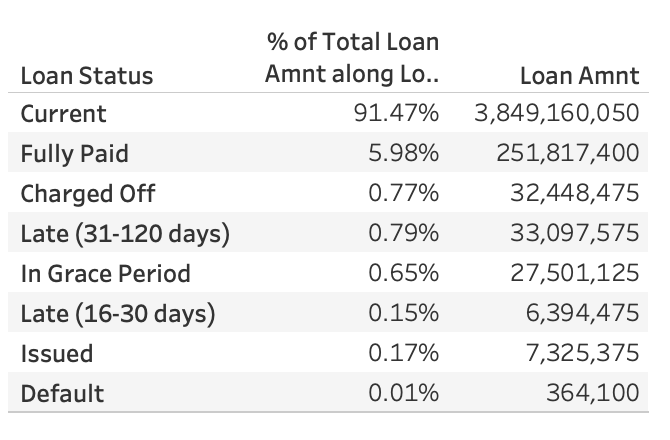 % of Total Loan
Loan Status Amnt along Lo.. Loan Amnt
Current 91.47% 3,849,160,050
Fully Paid 5.98% 251,817,400
Charged Off 0.77% 32,448,475
Late (31-120 days) 0.79% 33,097,575
In Grace Period 0.65% 27,501,125
Late (16-30 days) 0.15% 6,394,475
Issued 0.17% 7,325,375
Default 0.01% 364,100